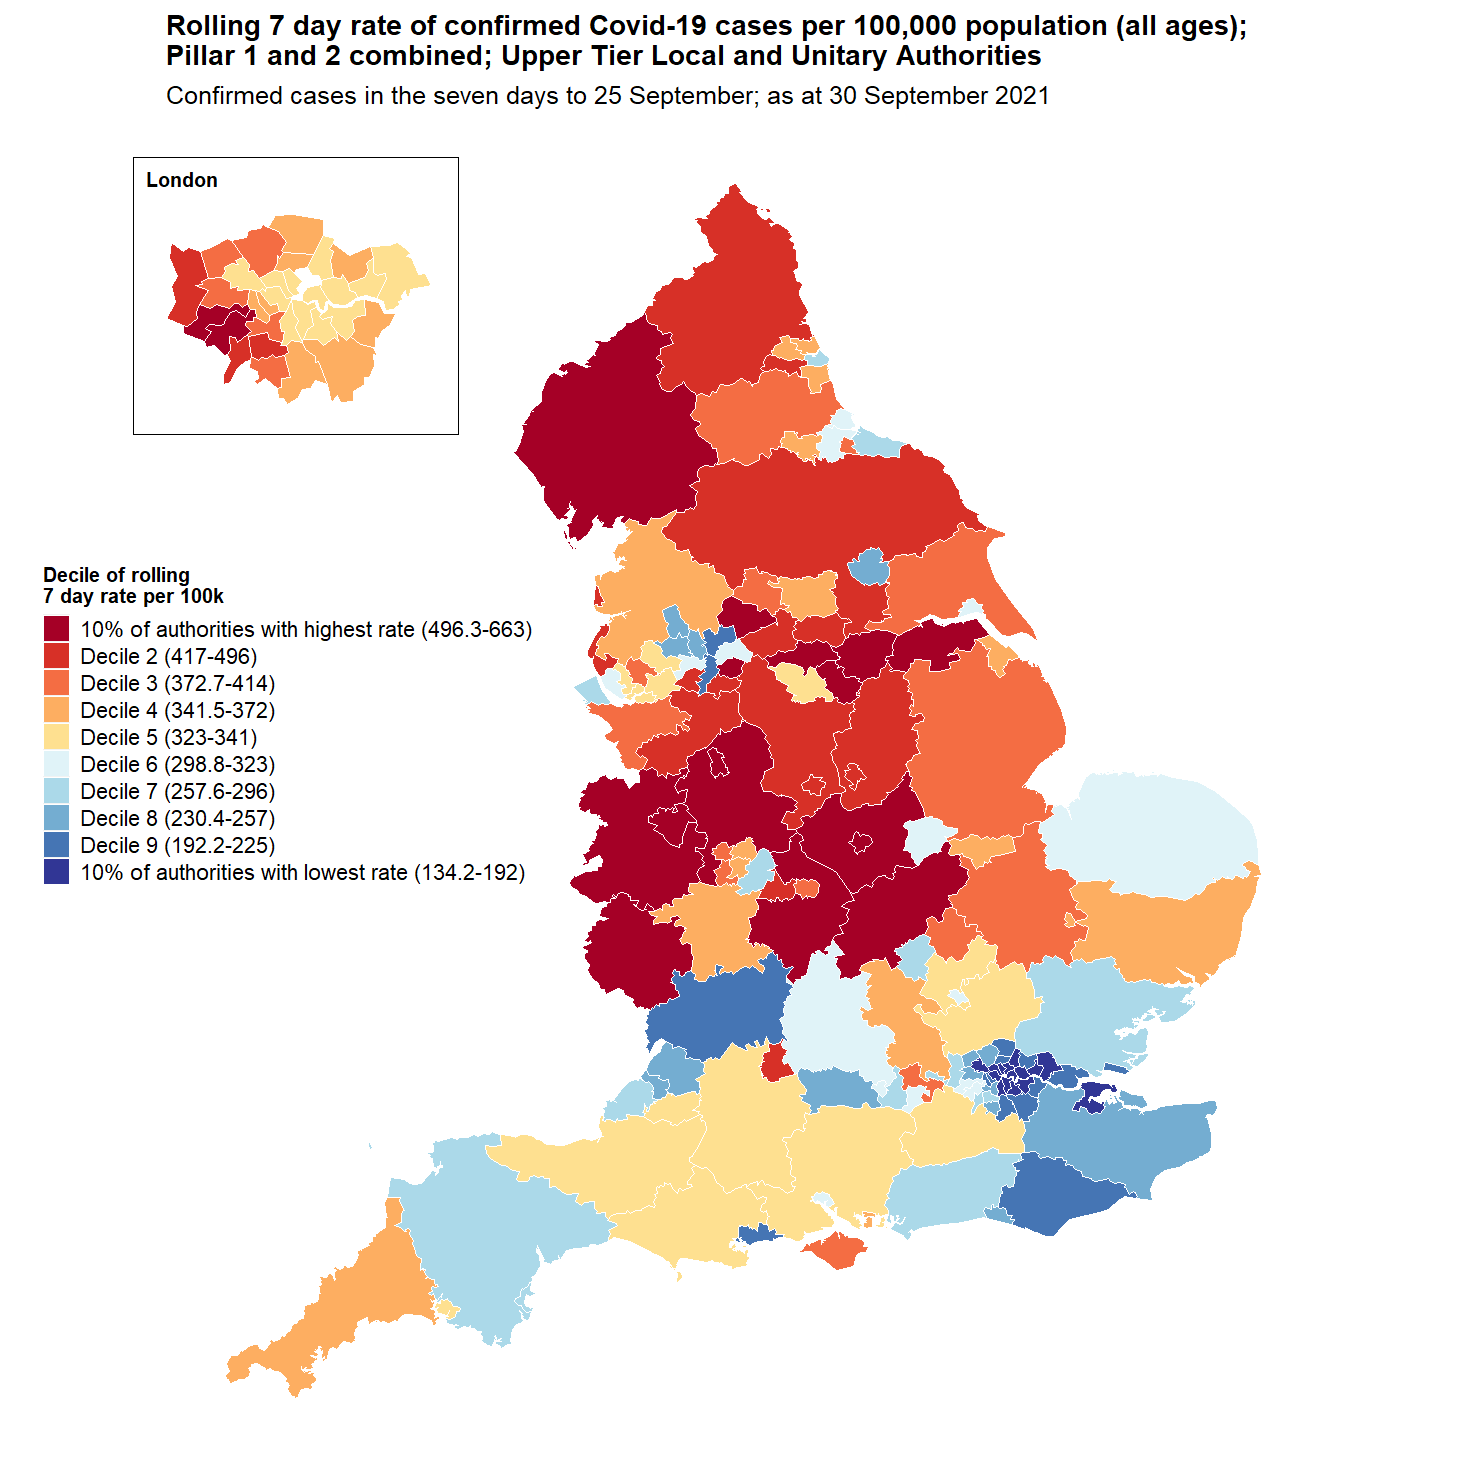 Rolling 7 day rate of confirmed Covid-19 cases per 100,000 population (all ages);
Pillar 1 and 2 combined; Upper Tier Local and Unitary Authorities
Confirmed cases in the seven days to 25 September; as at 30 September 2021
London
Decile of rolling
7 day rate per 100k
10% of authorities with highest rate (496.3-663)
Decile 2 (417-496)
Decile 3 (372.7-414)
Decile 4 (341.5-372)
Decile 5 (323-341)
Decile 6 (298.8-323)
Decile 7 (257.6-296)
Decile 8 (230.4-257)
Decile 9 (192.2-225)
10% of authorities with lowest rate (134.2-192)